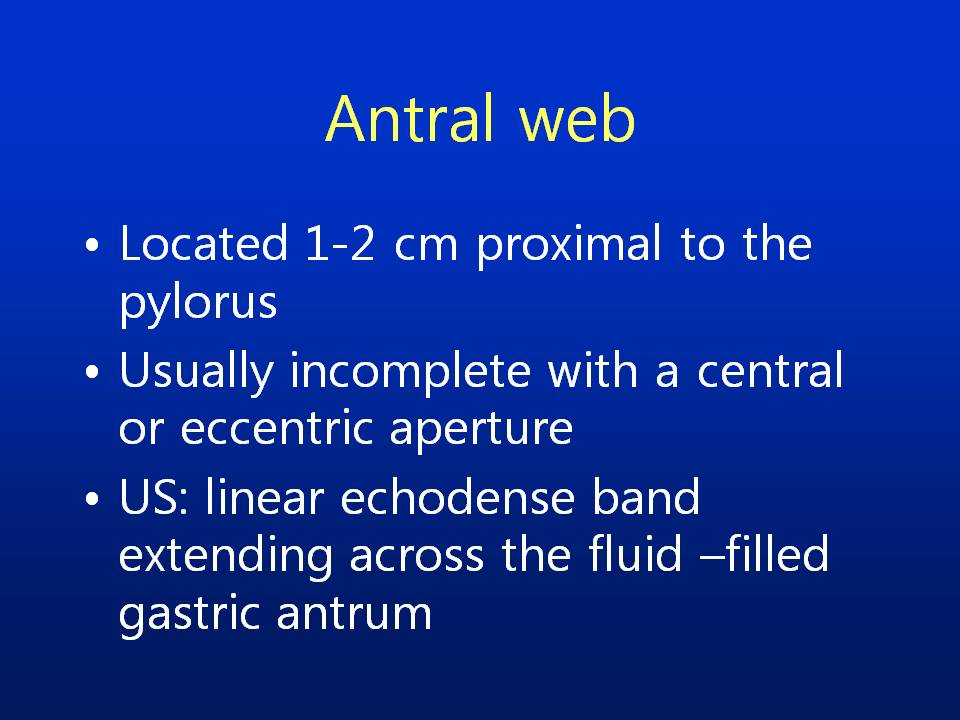 Antral web
• Located 1-2 cm proximal to the
pylorus
• Usually incomplete with a central
or eccentric aperture
• US: linear echodense band
extending across the fluid –filled
gastric antrum